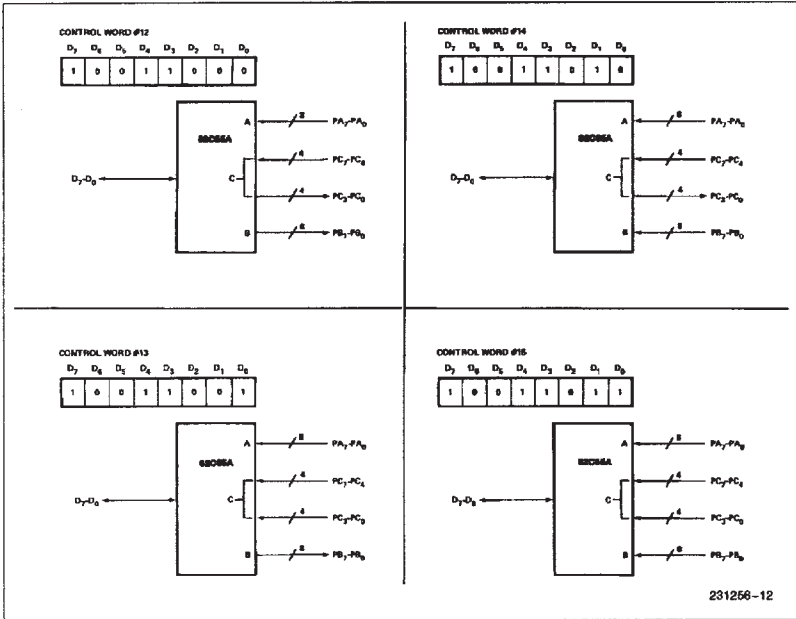 CONTROL WORD #12
D7 D6 D5 D4 D3 D2 D1 D0
1 0 0 1 1 0 0 0
82C55A
A 8 PA7-PA0
4 PC7-PC4
D7-D0 C
4 PC3-PC0
B 8 PB7-PB0
CONTROL WORD #14
D7 D6 D5 D4 D3 D2 D1 D0
1 0 0 1 1 0 1 0
82C55A
A 8 PA7-PA0
4 PC7-PC4
D7-D0 C
4 PC3-PC0
B 8 PB7-PB0
CONTROL WORD #13
D7 D6 D5 D4 D3 D2 D1 D0
1 0 0 1 1 0 0 1
82C55A
A 8 PA7-PA0
4 PC7-PC4
D7-D0 C
4 PC3-PC0
B 8 PB7-PB0
CONTROL WORD #15
D7 D6 D5 D4 D3 D2 D1 D0
1 0 0 1 1 0 1 1
82C55A
A 8 PA7-PA0
4 PC7-PC4
D7-D0 C
4 PC3-PC0
B 8 PB7-PB0
231256-12